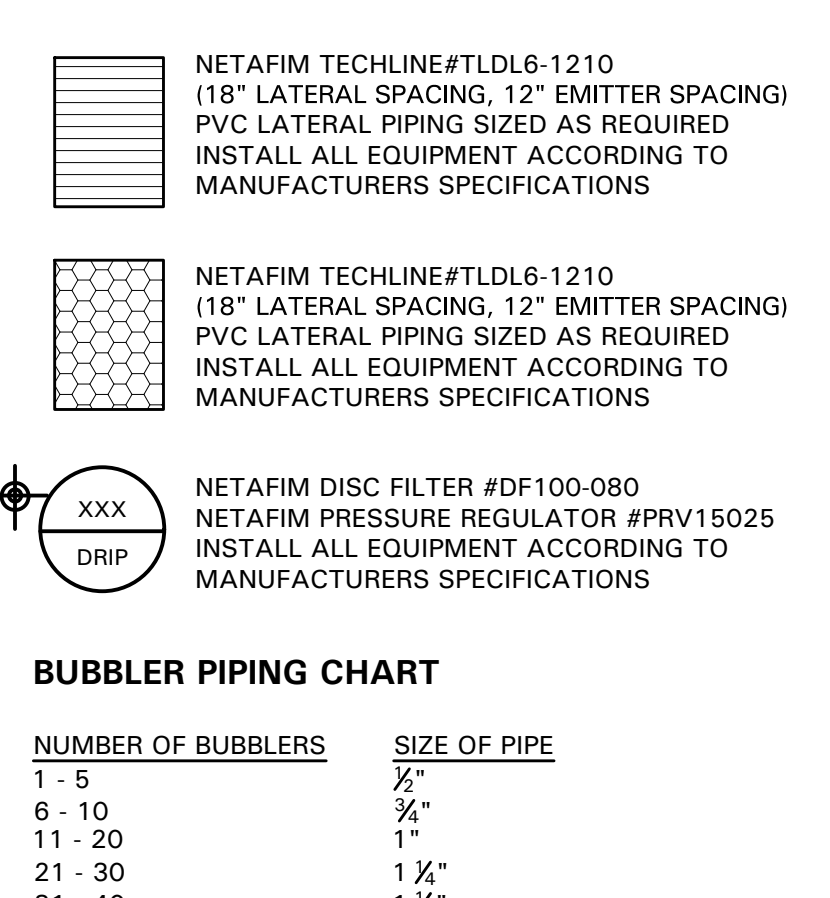 NETAFIM TECHLINE#TLDL6-1210
(18" LATERAL SPACING, 12" EMITTER SPACING)
PVC LATERAL PIPING SIZED AS REQUIRED
INSTALL ALL EQUIPMENT ACCORDING TO
MANUFACTURERS SPECIFICATIONS
NETAFIM TECHLINE#TLDL6-1210
(18" LATERAL SPACING, 12" EMITTER SPACING)
PVC LATERAL PIPING SIZED AS REQUIRED
INSTALL ALL EQUIPMENT ACCORDING TO
MANUFACTURERS SPECIFICATIONS
XXX
DRIP
NETAFIM DISC FILTER #DF100-080
NETAFIM PRESSURE REGULATOR #PRV15025
INSTALL ALL EQUIPMENT ACCORDING TO
MANUFACTURERS SPECIFICATIONS
BUBBLER PIPING CHART
NUMBER OF BUBBLERS SIZE OF PIPE
1 - 5 ½"
6 - 10 ¾"
11 - 20 1"
21 - 30 1 ¼"